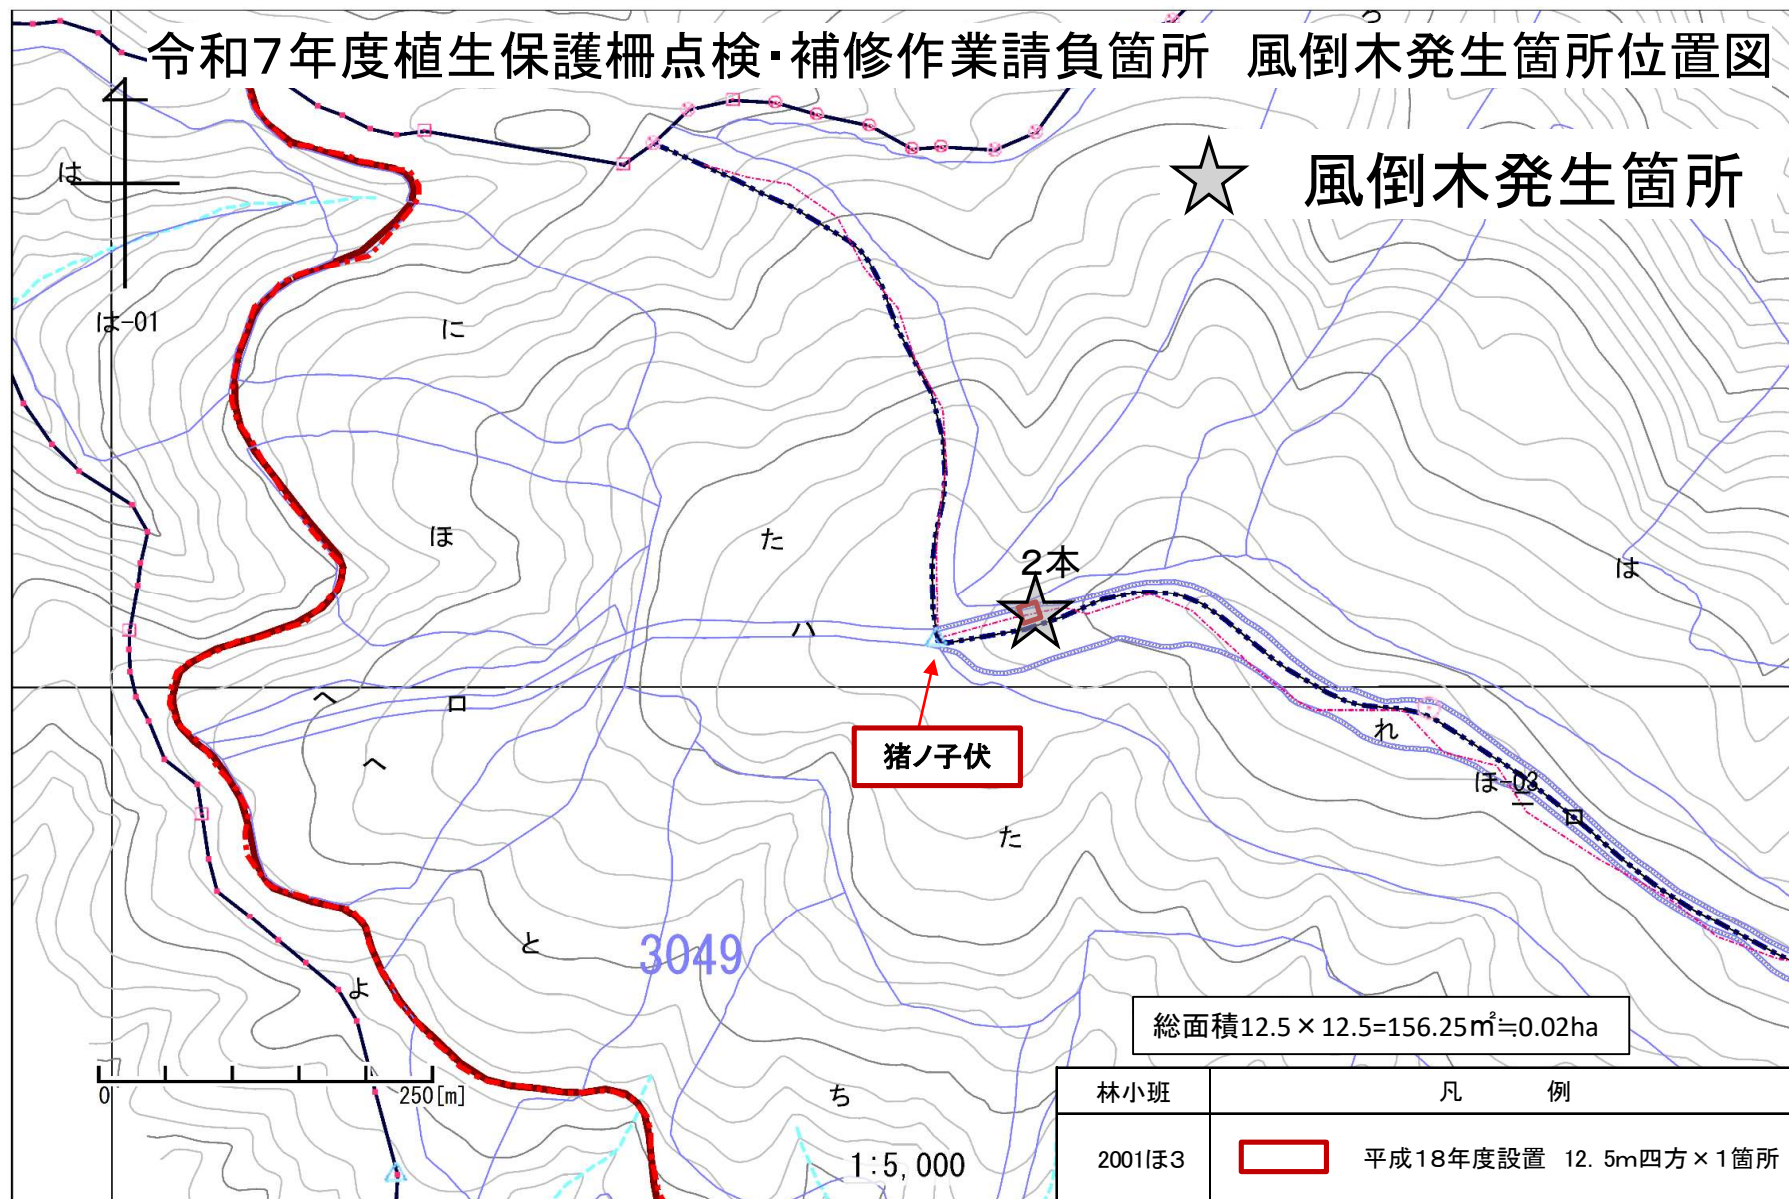 ろ
令和7年度植生保護柵点検・補修作業請負箇所　風倒木発生箇所位置図
は
風倒木発生箇所
は-01
に
ほ
た
2本
は
ハ
へ
ロ
れ
へ
猪ノ子伏
ほ-03
ロ
た
と
3049
よ
総面積12.5×12.5=156.25㎡≒0.02ha
0 250[m]
ち
1:5,000
林小班 凡　例
2001ほ3 平成18年度設置　12.5m四方×1箇所